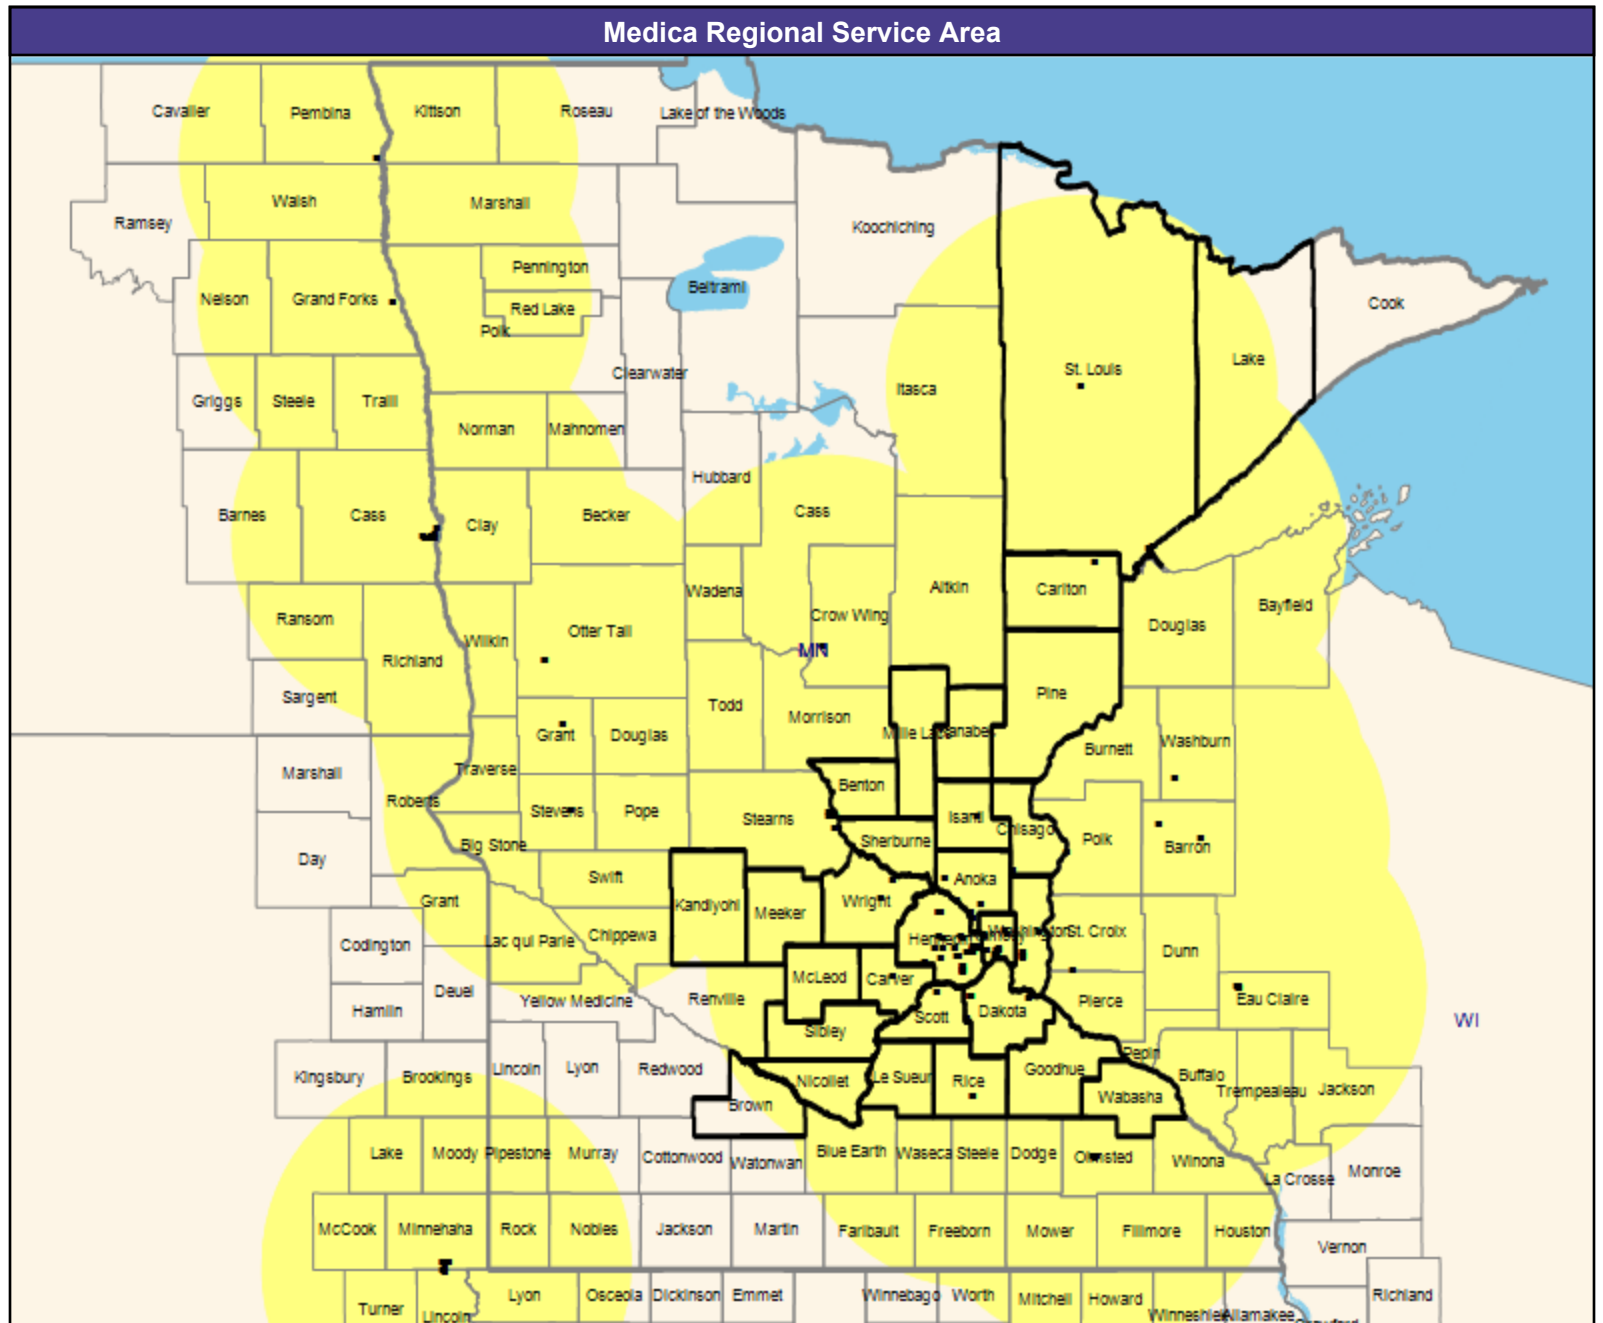 Medica Regional Service Area
Cavalier
Pembina
Kittson
Roseau
Lake of the Woods
Ramsey
Walsh
Marshall
Koochiching
Nelson
Grand Forks
Pennington
Red Lake
Polk
Beltrami
Cook
Griggs
Steele
Traill
Clearwater
Itasca
St. Louis
Lake
Norman
Mahnomen
Hubbard
Barnes
Cass
Clay
Becker
Cass
Wadena
Crow Wing
Aitkin
Carlton
Douglas
Bayfield
Ransom
Richland
Wilkin
Otter Tail
MN
Sargent
Todd
Morrison
Mille Lacs
Kanabec
Pine
Burnett
Washburn
Marshall
Roberts
Traverse
Grant
Douglas
Benton
Day
Big Stone
Stevens
Pope
Stearns
Sherburne
Isanti
Chisago
Polk
Barron
Grant
Swift
Kandiyohi
Meeker
Wright
Anoka
Codington
Lac qui Parle
Chippewa
Hennepin
Washington
St. Croix
Dunn
Hamlin
Deuel
Yellow Medicine
Renville
McLeod
Carver
Scott
Dakota
Pierce
Eau Claire
WI
Sibley
Kingsbury
Brookings
Lincoln
Lyon
Redwood
Brown
Nicollet
Le Sueur
Rice
Goodhue
Wabasha
Pepin
Buffalo
Trempealeau
Jackson
Lake
Moody
Pipestone
Murray
Cottonwood
Watonwan
Blue Earth
Waseca
Steele
Dodge
Olmsted
Winona
La Crosse
Monroe
McCook
Minnehaha
Rock
Nobles
Jackson
Martin
Faribault
Freeborn
Mower
Fillmore
Houston
Vernon
Turner
Lincoln
Lyon
Osceola
Dickinson
Emmet
Winnebago
Worth
Mitchell
Howard
Allamakee
Richland